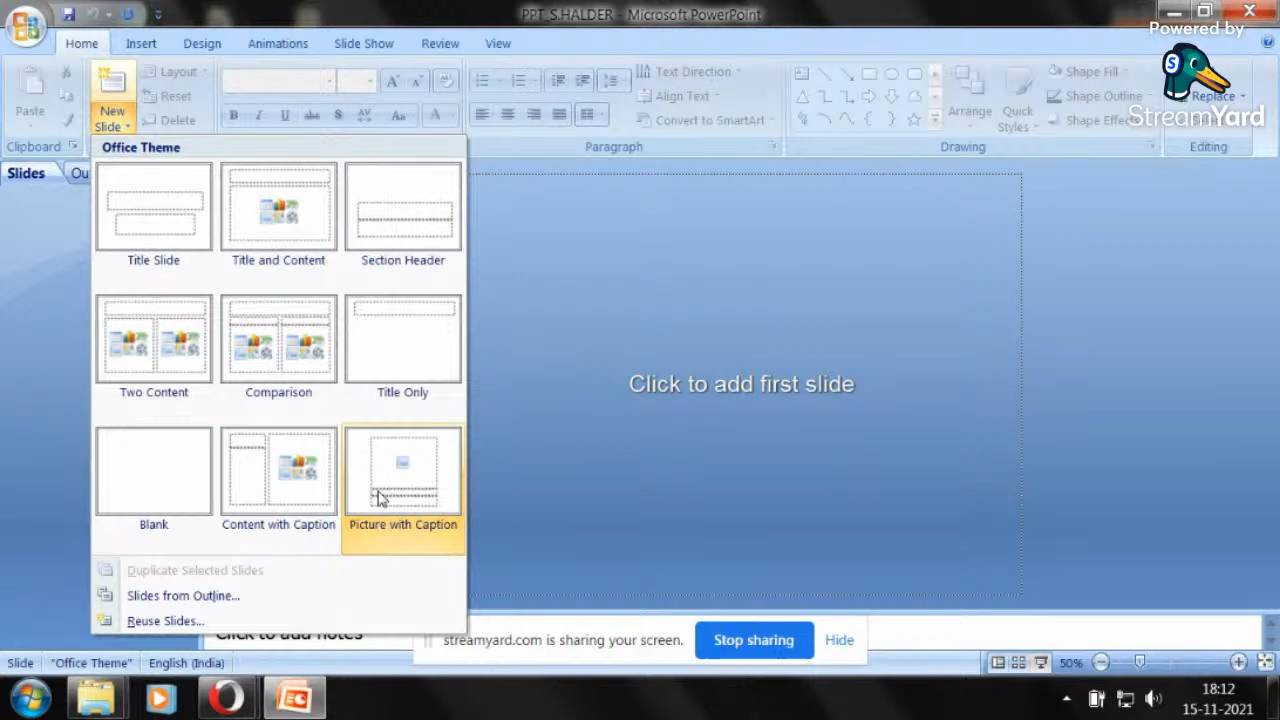 PPT_S.HALDER - Microsoft PowerPoint
Powered by
StreamYard
Home
Insert
Design
Animations
Slide Show
Review
View
Paste
New
Slide
Layout
Reset
Delete
B
I
U
abc
S
AV
Aa
A
Text Direction
Align Text
Convert to SmartArt
Arrange
Quick
Styles
Shape Fill
Shape Outline
Replace
Clipboard
Paragraph
Drawing
Editing
Slides
Office Theme
Title Slide
Title and Content
Section Header
Two Content
Comparison
Title Only
Blank
Content with Caption
Picture with Caption
Duplicate Selected Slides
Slides from Outline...
Reuse Slides...
Click to add first slide
Click to add notes
streamyard.com is sharing your screen.
Stop sharing
Hide
Slide
"Office Theme"
English (India)
50%
18:12
15-11-2021